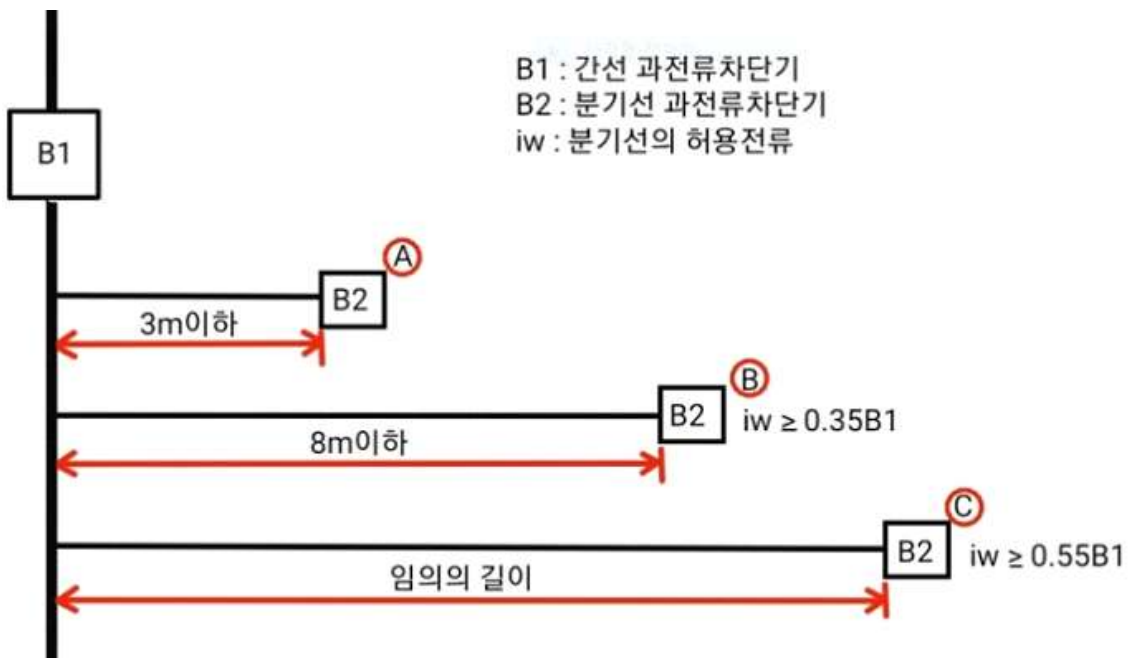 B1 : 간선 과전류차단기
B2 : 분기선 과전류차단기
iw : 분기선의 허용전류
B1
A
B2
3m이하
B
B2
iw ≥ 0.35B1
8m이하
C
B2
iw ≥ 0.55B1
임의의 길이